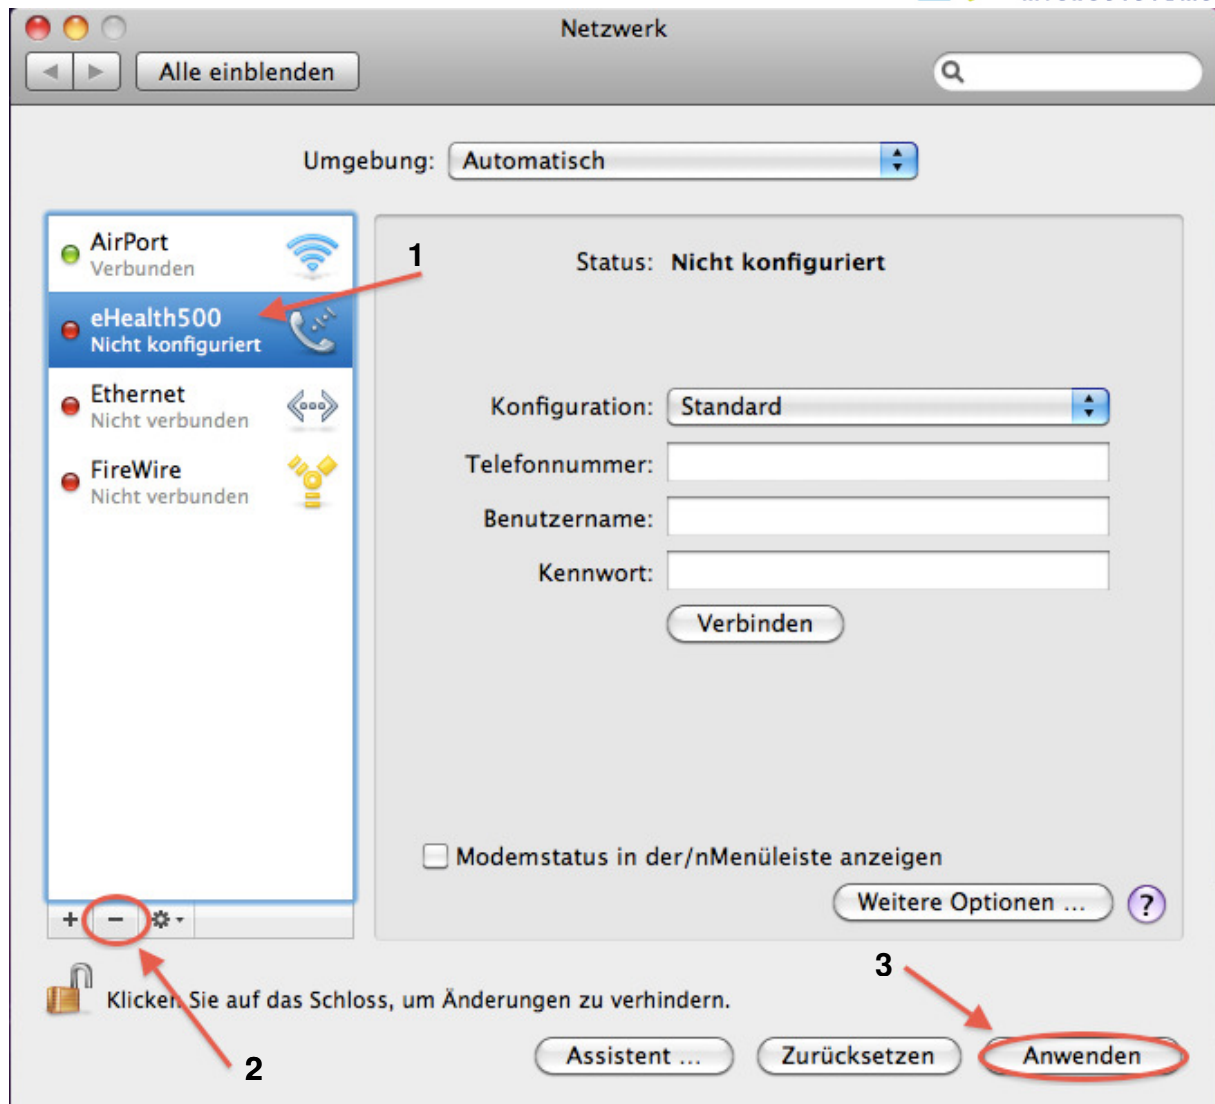 Netzwerk
Alle einblenden
Umgebung: Automatisch
AirPort
Verbunden
eHealth500
Nicht konfiguriert
Ethernet
Nicht verbunden
FireWire
Nicht verbunden
1
Status: Nicht konfiguriert
Konfiguration: Standard
Telefonnummer:
Benutzername:
Kennwort:
Verbinden
Modemstatus in der/nMenüleiste anzeigen
Weitere Optionen ... ?
+ −
3
Klicken Sie auf das Schloss, um Änderungen zu verhindern.
2
Assistent ... Zurücksetzen Anwenden